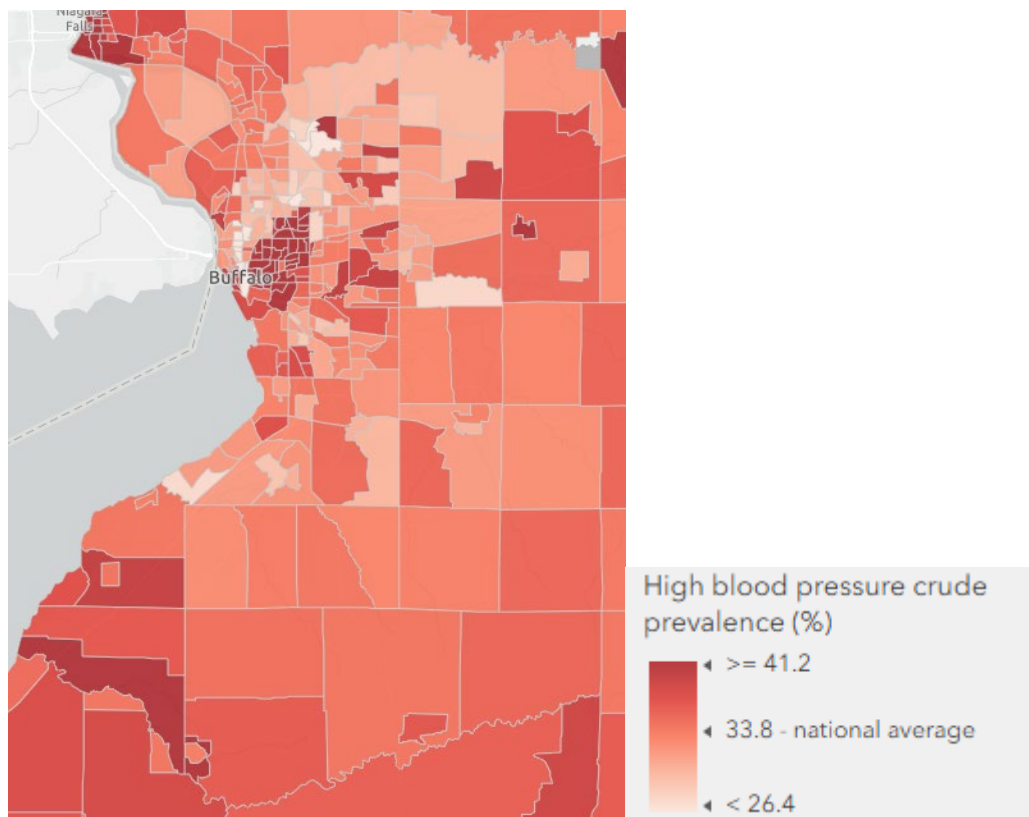 Niagara
Falls
Buffalo
High blood pressure crude
prevalence (%)
>= 41.2
33.8 - national average
< 26.4